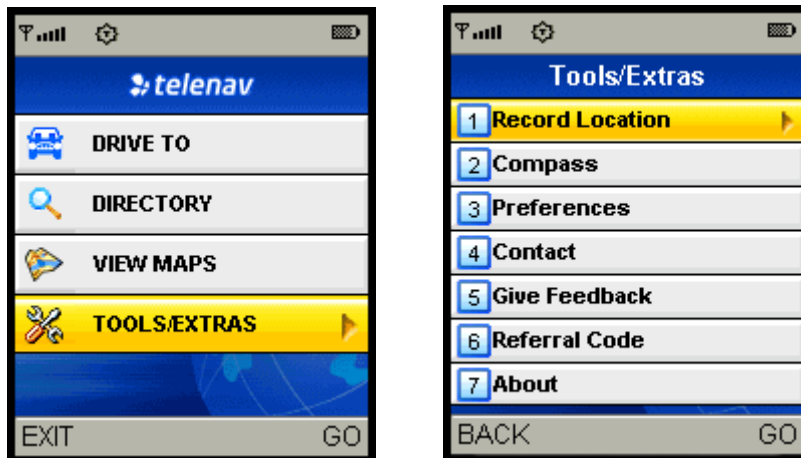 telenav
DRIVE TO
DIRECTORY
VIEW MAPS
TOOLS/EXTRAS
EXIT GO
Tools/Extras
1 Record Location
2 Compass
3 Preferences
4 Contact
5 Give Feedback
6 Referral Code
7 About
BACK GO